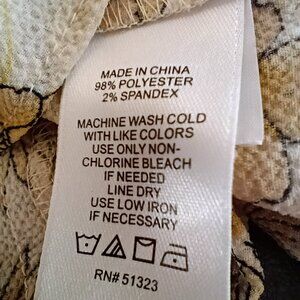 MADE IN CHINA
98% POLYESTER
2% SPANDEX
MACHINE WASH COLD
WITH LIKE COLORS
USE ONLY NON-
CHLORINE BLEACH
IF NEEDED
LINE DRY
USE LOW IRON
IF NECESSARY
RN# 51323